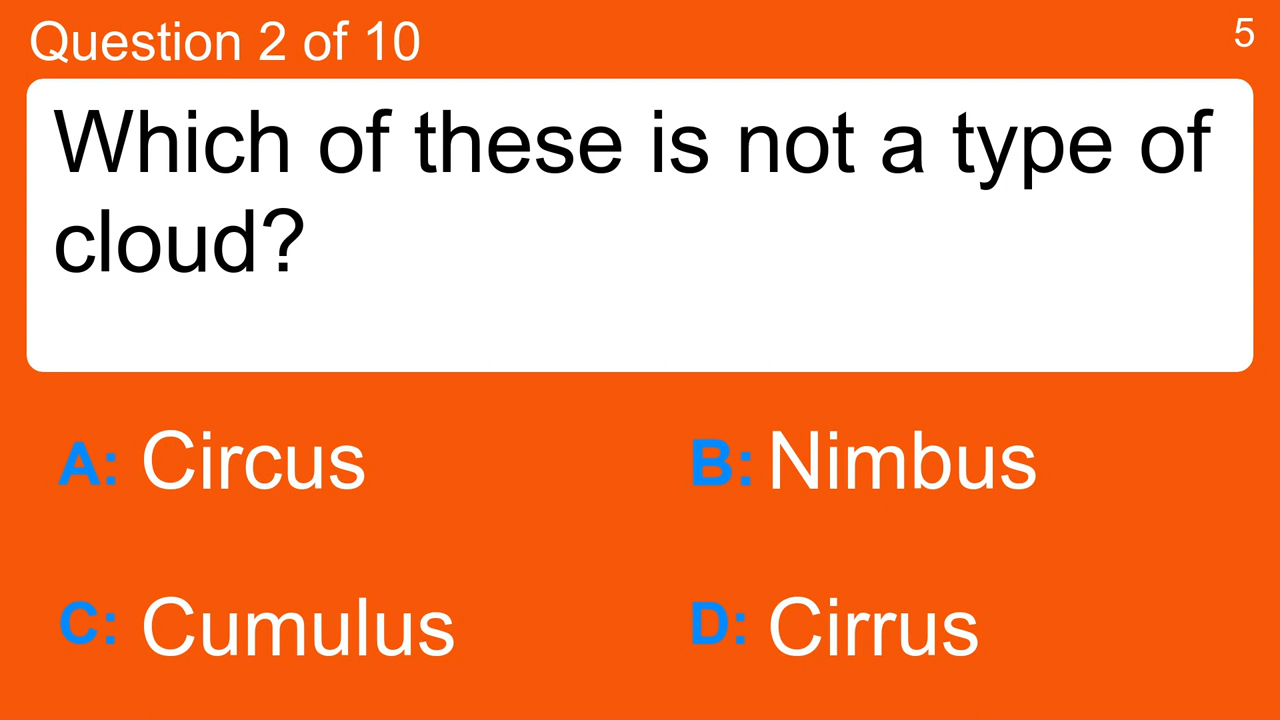 Question 2 of 10
5
Which of these is not a type of
cloud?
A: Circus
B: Nimbus
C: Cumulus
D: Cirrus